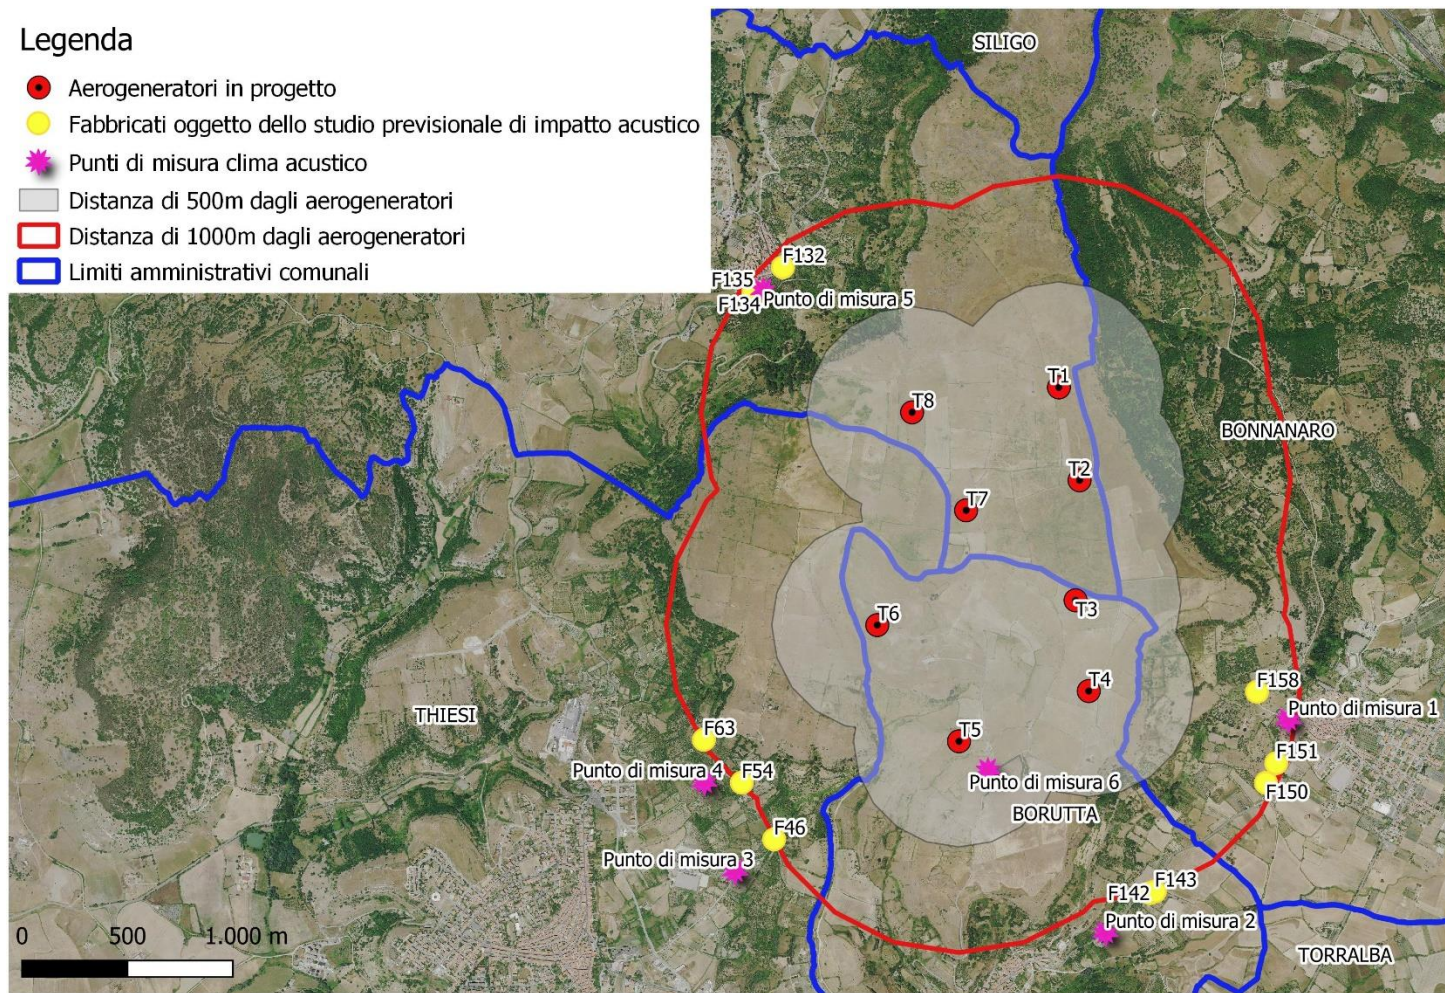 Legenda
Aerogeneratori in progetto
Fabbricati oggetto dello studio previsionale di impatto acustico
Punti di misura clima acustico
Distanza di 500m dagli aerogeneratori
Distanza di 1000m dagli aerogeneratori
Limiti amministrativi comunali
SILIGO
F132
F135
F134
Punto di misura 5
T1
T8
BONNANARO
T2
T7
T3
T6
F158
T4
Punto di misura 1
THIESI
F63
T5
F151
Punto di misura 4
F54
Punto di misura 6
F150
BORUTTA
F46
Punto di misura 3
F143
F142
Punto di misura 2
TORRALBA
0 500 1.000 m